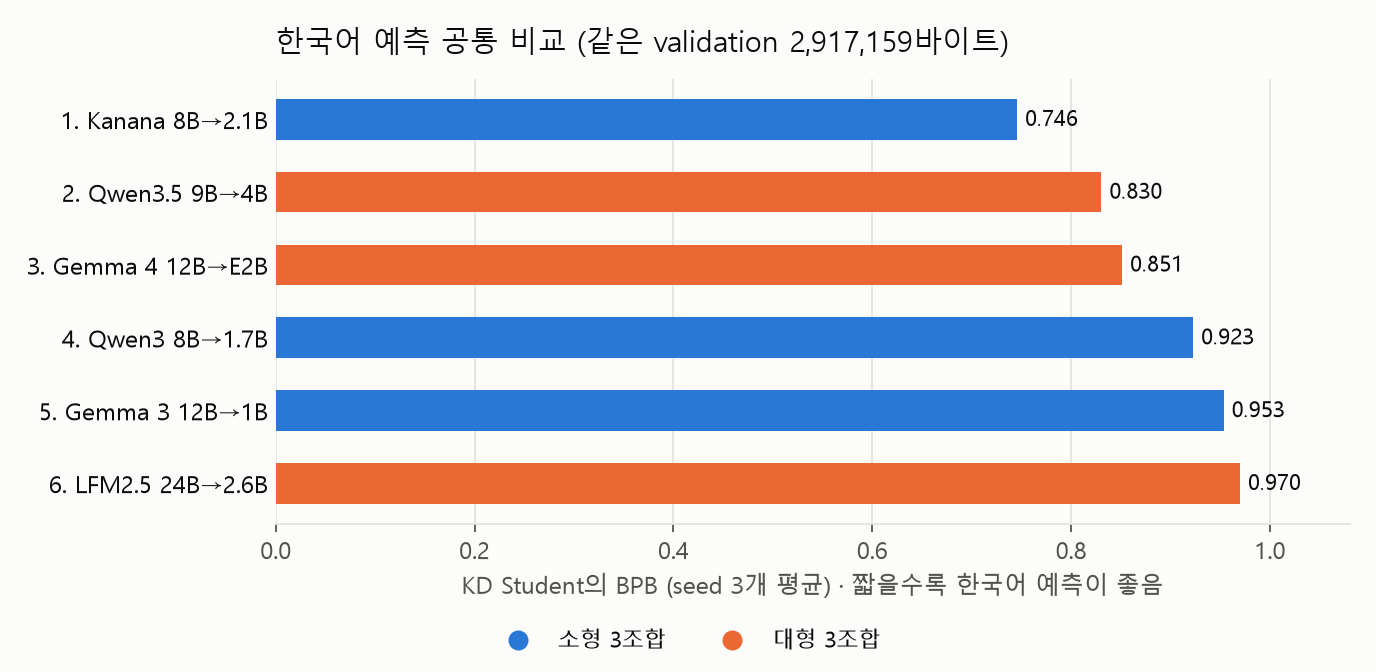 한국어 예측 공통 비교 (같은 validation 2,917,159바이트)
1. Kanana 8B→2.1B 0.746
2. Qwen3.5 9B→4B 0.830
3. Gemma 4 12B→E2B 0.851
4. Qwen3 8B→1.7B 0.923
5. Gemma 3 12B→1B 0.953
6. LFM2.5 24B→2.6B 0.970
0.0 0.2 0.4 0.6 0.8 1.0
KD Student의 BPB (seed 3개 평균) · 짧을수록 한국어 예측이 좋음
소형 3조합 대형 3조합